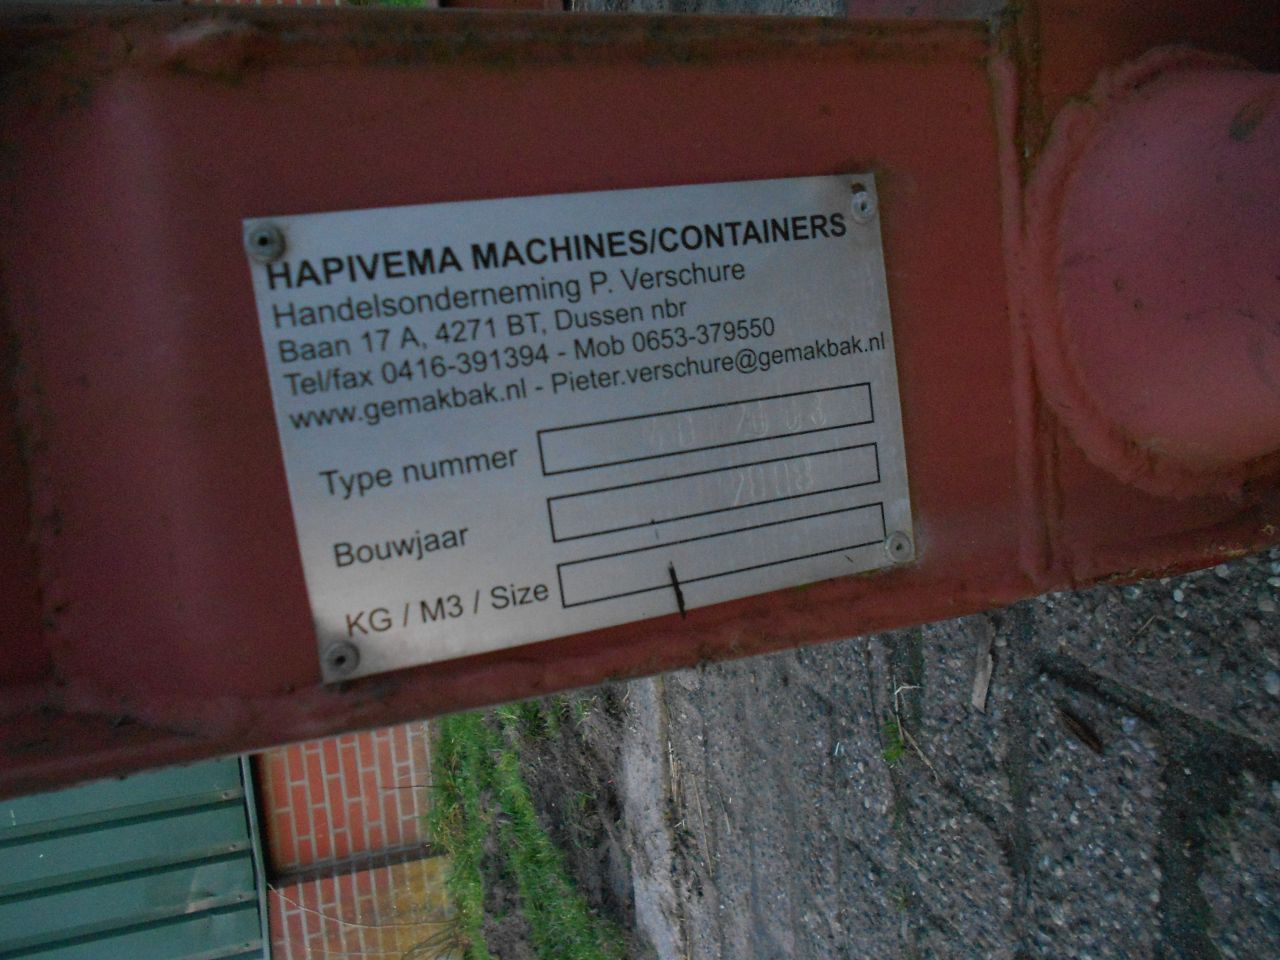 HAPIVEMA MACHINES/CONTAINERS
Handelsonderneming P. Verschure
Baan 17 A, 4271 BT, Dussen nbr
Tel/fax 0416-391394 - Mob 0653-379550
www.gemakbak.nl - Pieter.verschure@gemakbak.nl
Type nummer
Bouwjaar 2008
KG / M3 / Size